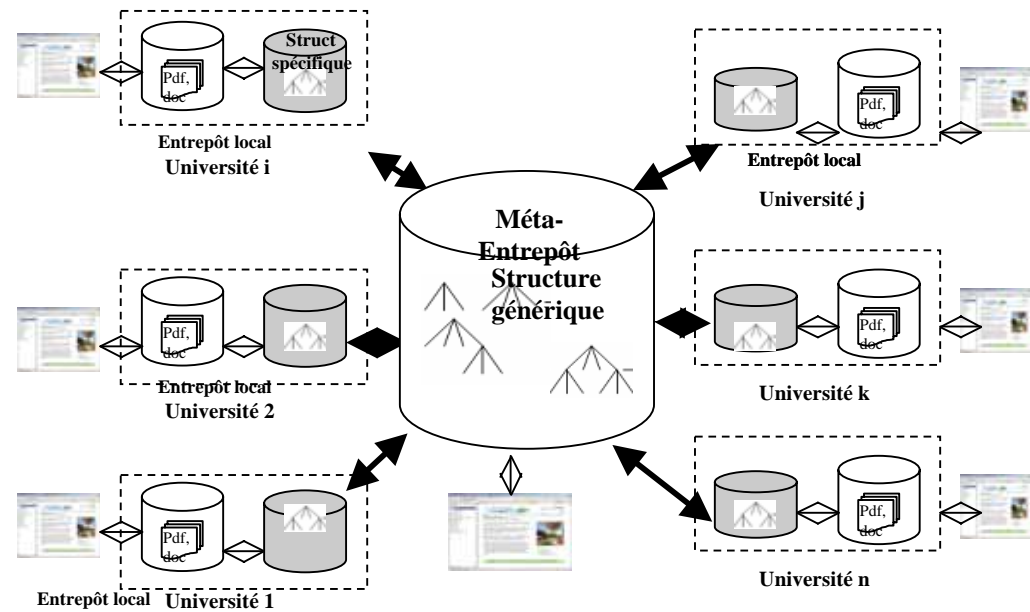 Struct
spécifique
Pdf,
doc
Entrepôt local
Université i
Pdf,
doc
Entrepôt local
Université j
Méta-
Entrepôt
Structure
générique
Pdf,
doc
Entrepôt local
Université 2
Pdf,
doc
Université k
Pdf,
doc
Entrepôt local
Université 1
Pdf,
doc
Université n